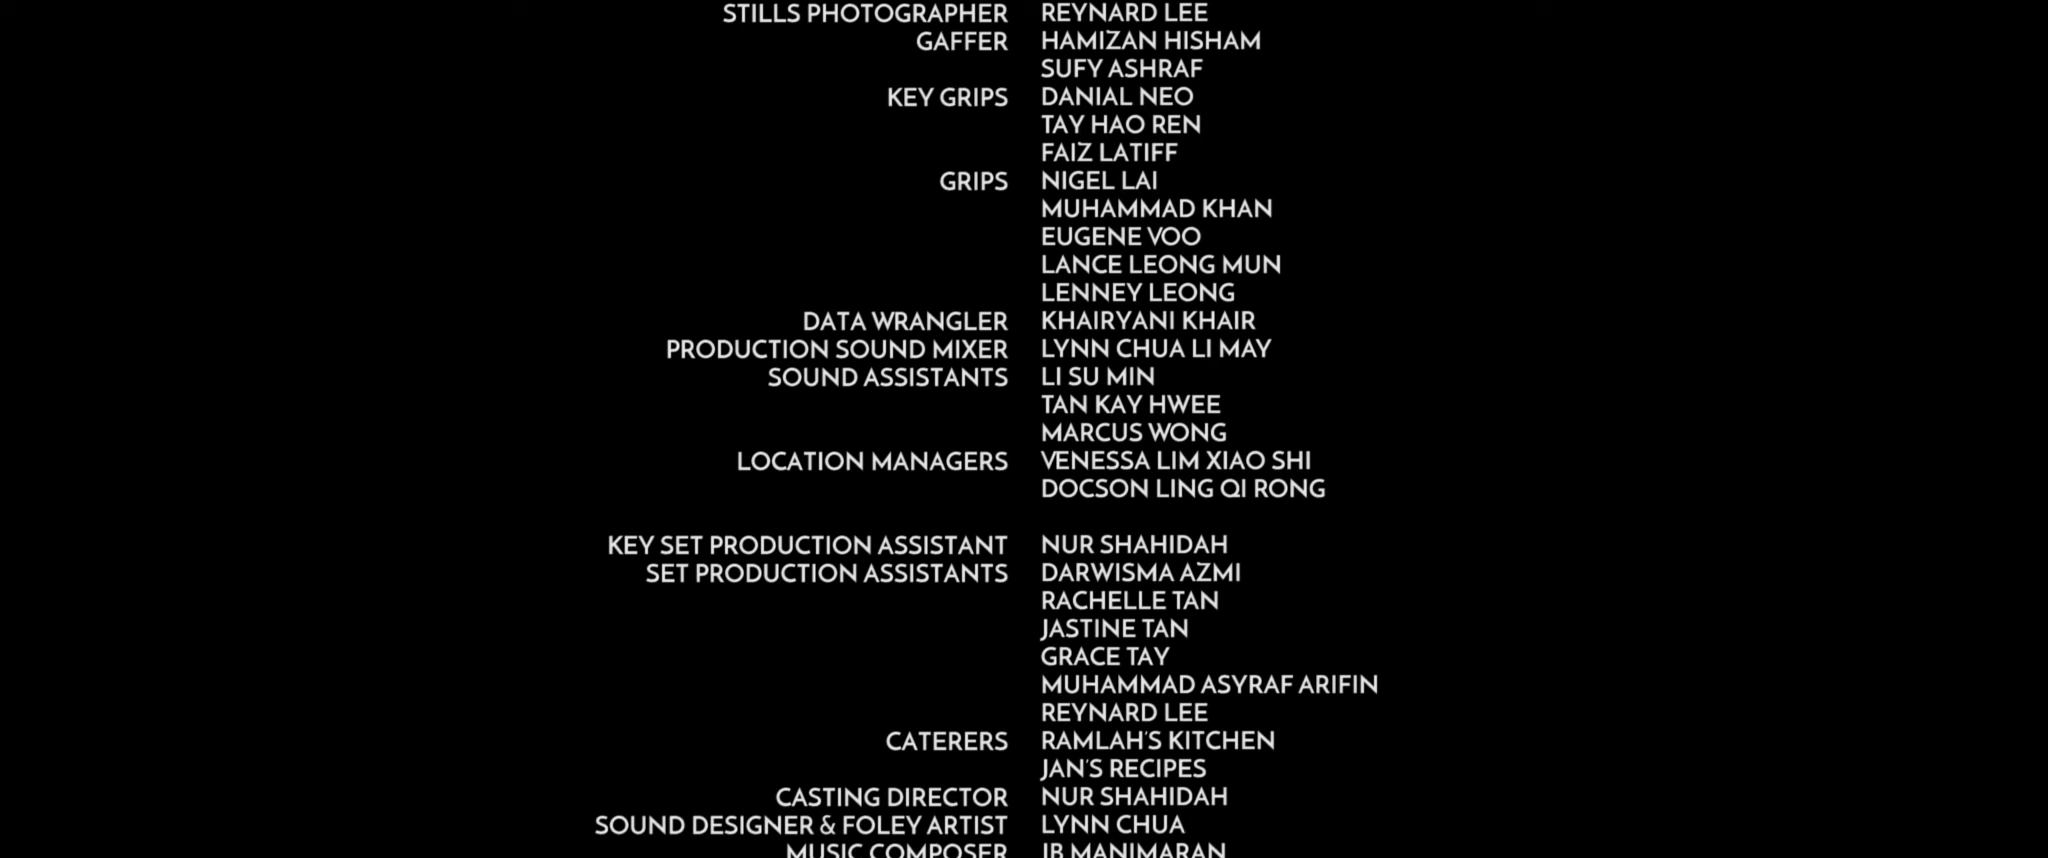 STILLS PHOTOGRAPHER REYNARD LEE
GAFFER HAMIZAN HISHAM
SUFY ASHRAF
KEY GRIPS DANIAL NEO
TAY HAO REN
FAIZ LATIFF
GRIPS NIGEL LAI
MUHAMMAD KHAN
EUGENE VOO
LANCE LEONG MUN
LENNEY LEONG
DATA WRANGLER KHAIRYANI KHAIR
PRODUCTION SOUND MIXER LYNN CHUA LI MAY
SOUND ASSISTANTS LI SU MIN
TAN KAY HWEE
MARCUS WONG
LOCATION MANAGERS VENESSA LIM XIAO SHI
DOCSON LING QI RONG
KEY SET PRODUCTION ASSISTANT NUR SHAHIDAH
SET PRODUCTION ASSISTANTS DARWISMA AZMI
RACHELLE TAN
JASTINE TAN
GRACE TAY
MUHAMMAD ASYRAF ARIFIN
REYNARD LEE
CATERERS RAMLAH'S KITCHEN
JAN'S RECIPES
CASTING DIRECTOR NUR SHAHIDAH
SOUND DESIGNER & FOLEY ARTIST LYNN CHUA
MUSIC COMPOSER JB MANIMARAN